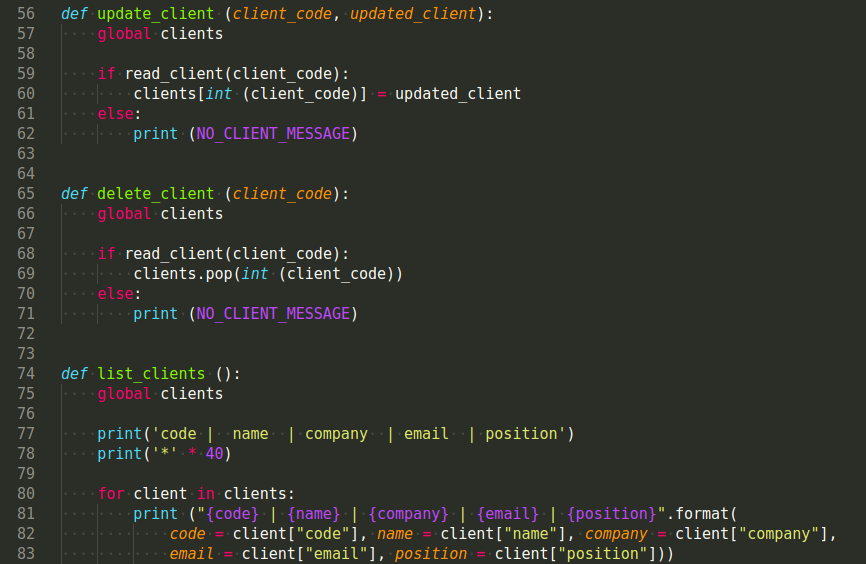 56 def update_client (client_code, updated_client):
57     global clients
58
59     if read_client(client_code):
60         clients[int (client_code)] = updated_client
61     else:
62         print (NO_CLIENT_MESSAGE)
63
64
65 def delete_client (client_code):
66     global clients
67
68     if read_client(client_code):
69         clients.pop(int (client_code))
70     else:
71         print (NO_CLIENT_MESSAGE)
72
73
74 def list_clients ():
75     global clients
76
77     print('code |  name  | company  | email  | position')
78     print('*' * 40)
79
80     for client in clients:
81         print ("{code} | {name} | {company} | {email} | {position}".format(
82             code = client["code"], name = client["name"], company = client["company"],
83             email = client["email"], position = client["position"]))